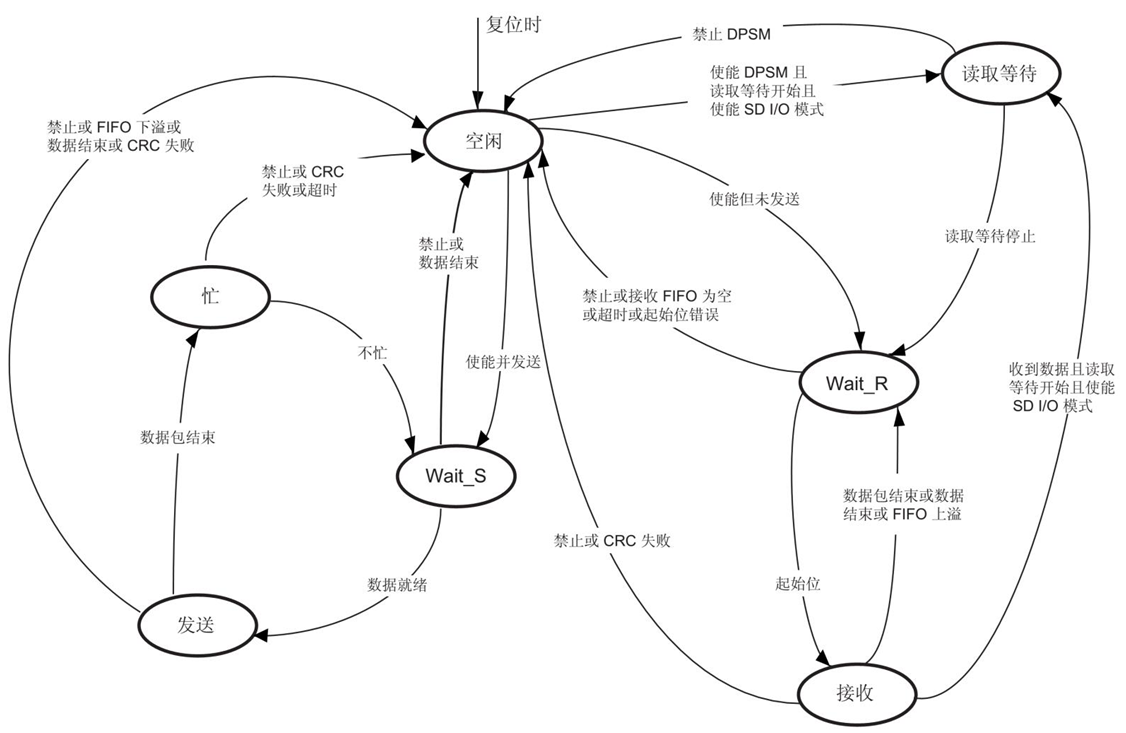 复位时
禁止 DPSM
使能 DPSM 且
读取等待开始且
使能 SD I/O 模式
读取等待
禁止或 FIFO 下溢或
数据结束或 CRC 失败
空闲
禁止或 CRC
失败或超时
使能但未发送
禁止或
数据结束
读取等待停止
忙
禁止或接收 FIFO 为空
或超时或起始位错误
不忙
使能并发送
Wait_R
收到数据且读取
等待开始且使能
SD I/O 模式
数据包结束
Wait_S
数据包结束或数据
结束或 FIFO 上溢
禁止或 CRC 失败
数据就绪
起始位
发送
接收